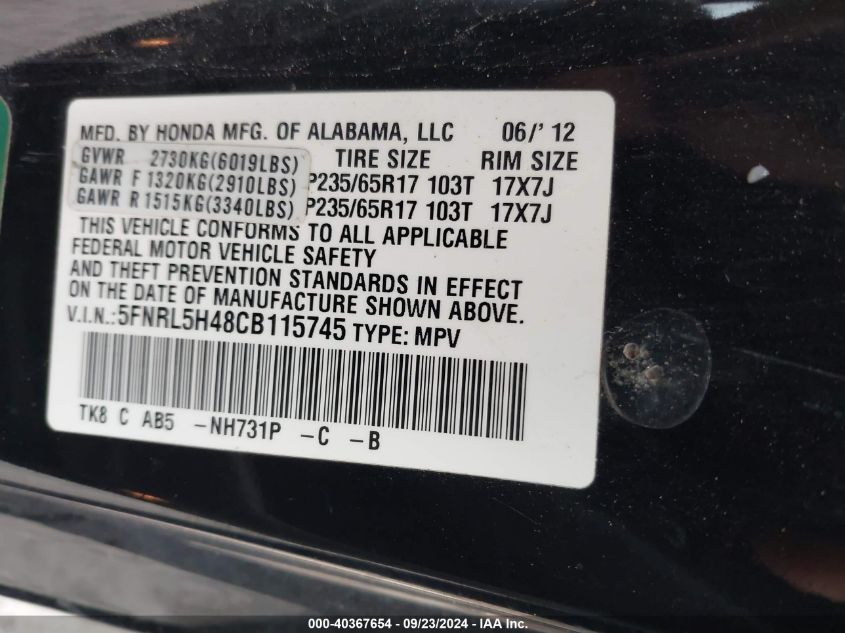 MFD. BY HONDA MFG. OF ALABAMA, LLC 06/' 12
GVWR 2730KG(6019LBS) TIRE SIZE RIM SIZE
GAWR F 1320KG(2910LBS) P235/65R17 103T 17X7J
GAWR R 1515KG(3340LBS) P235/65R17 103T 17X7J
THIS VEHICLE CONFORMS TO ALL APPLICABLE
FEDERAL MOTOR VEHICLE SAFETY
AND THEFT PREVENTION STANDARDS IN EFFECT
ON THE DATE OF MANUFACTURE SHOWN ABOVE.
V.I.N.:5FNRL5H48CB115745 TYPE: MPV
TK8 C AB5 -NH731P -C -B
000-40367654 - 09/23/2024 - IAA Inc.